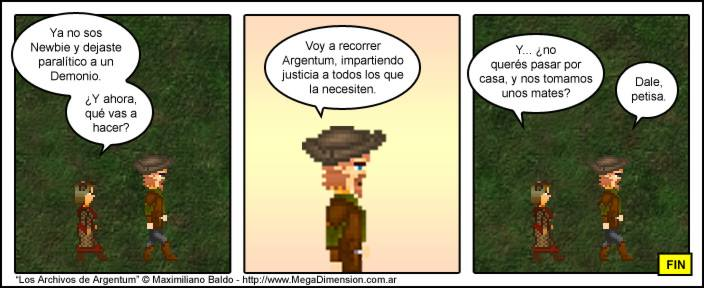 Ya no sos
Newbie y dejaste
paralítico a un
Demonio.
¿Y ahora,
qué vas a
hacer?
Voy a recorrer
Argentum, impartiendo
justicia a todos los que
la necesiten.
Y... ¿no
querés pasar por
casa, y nos tomamos
unos mates?
Dale,
petisa.
FIN
"Los Archivos de Argentum" © Maximiliano Baldo - http://www.MegaDimension.com.ar